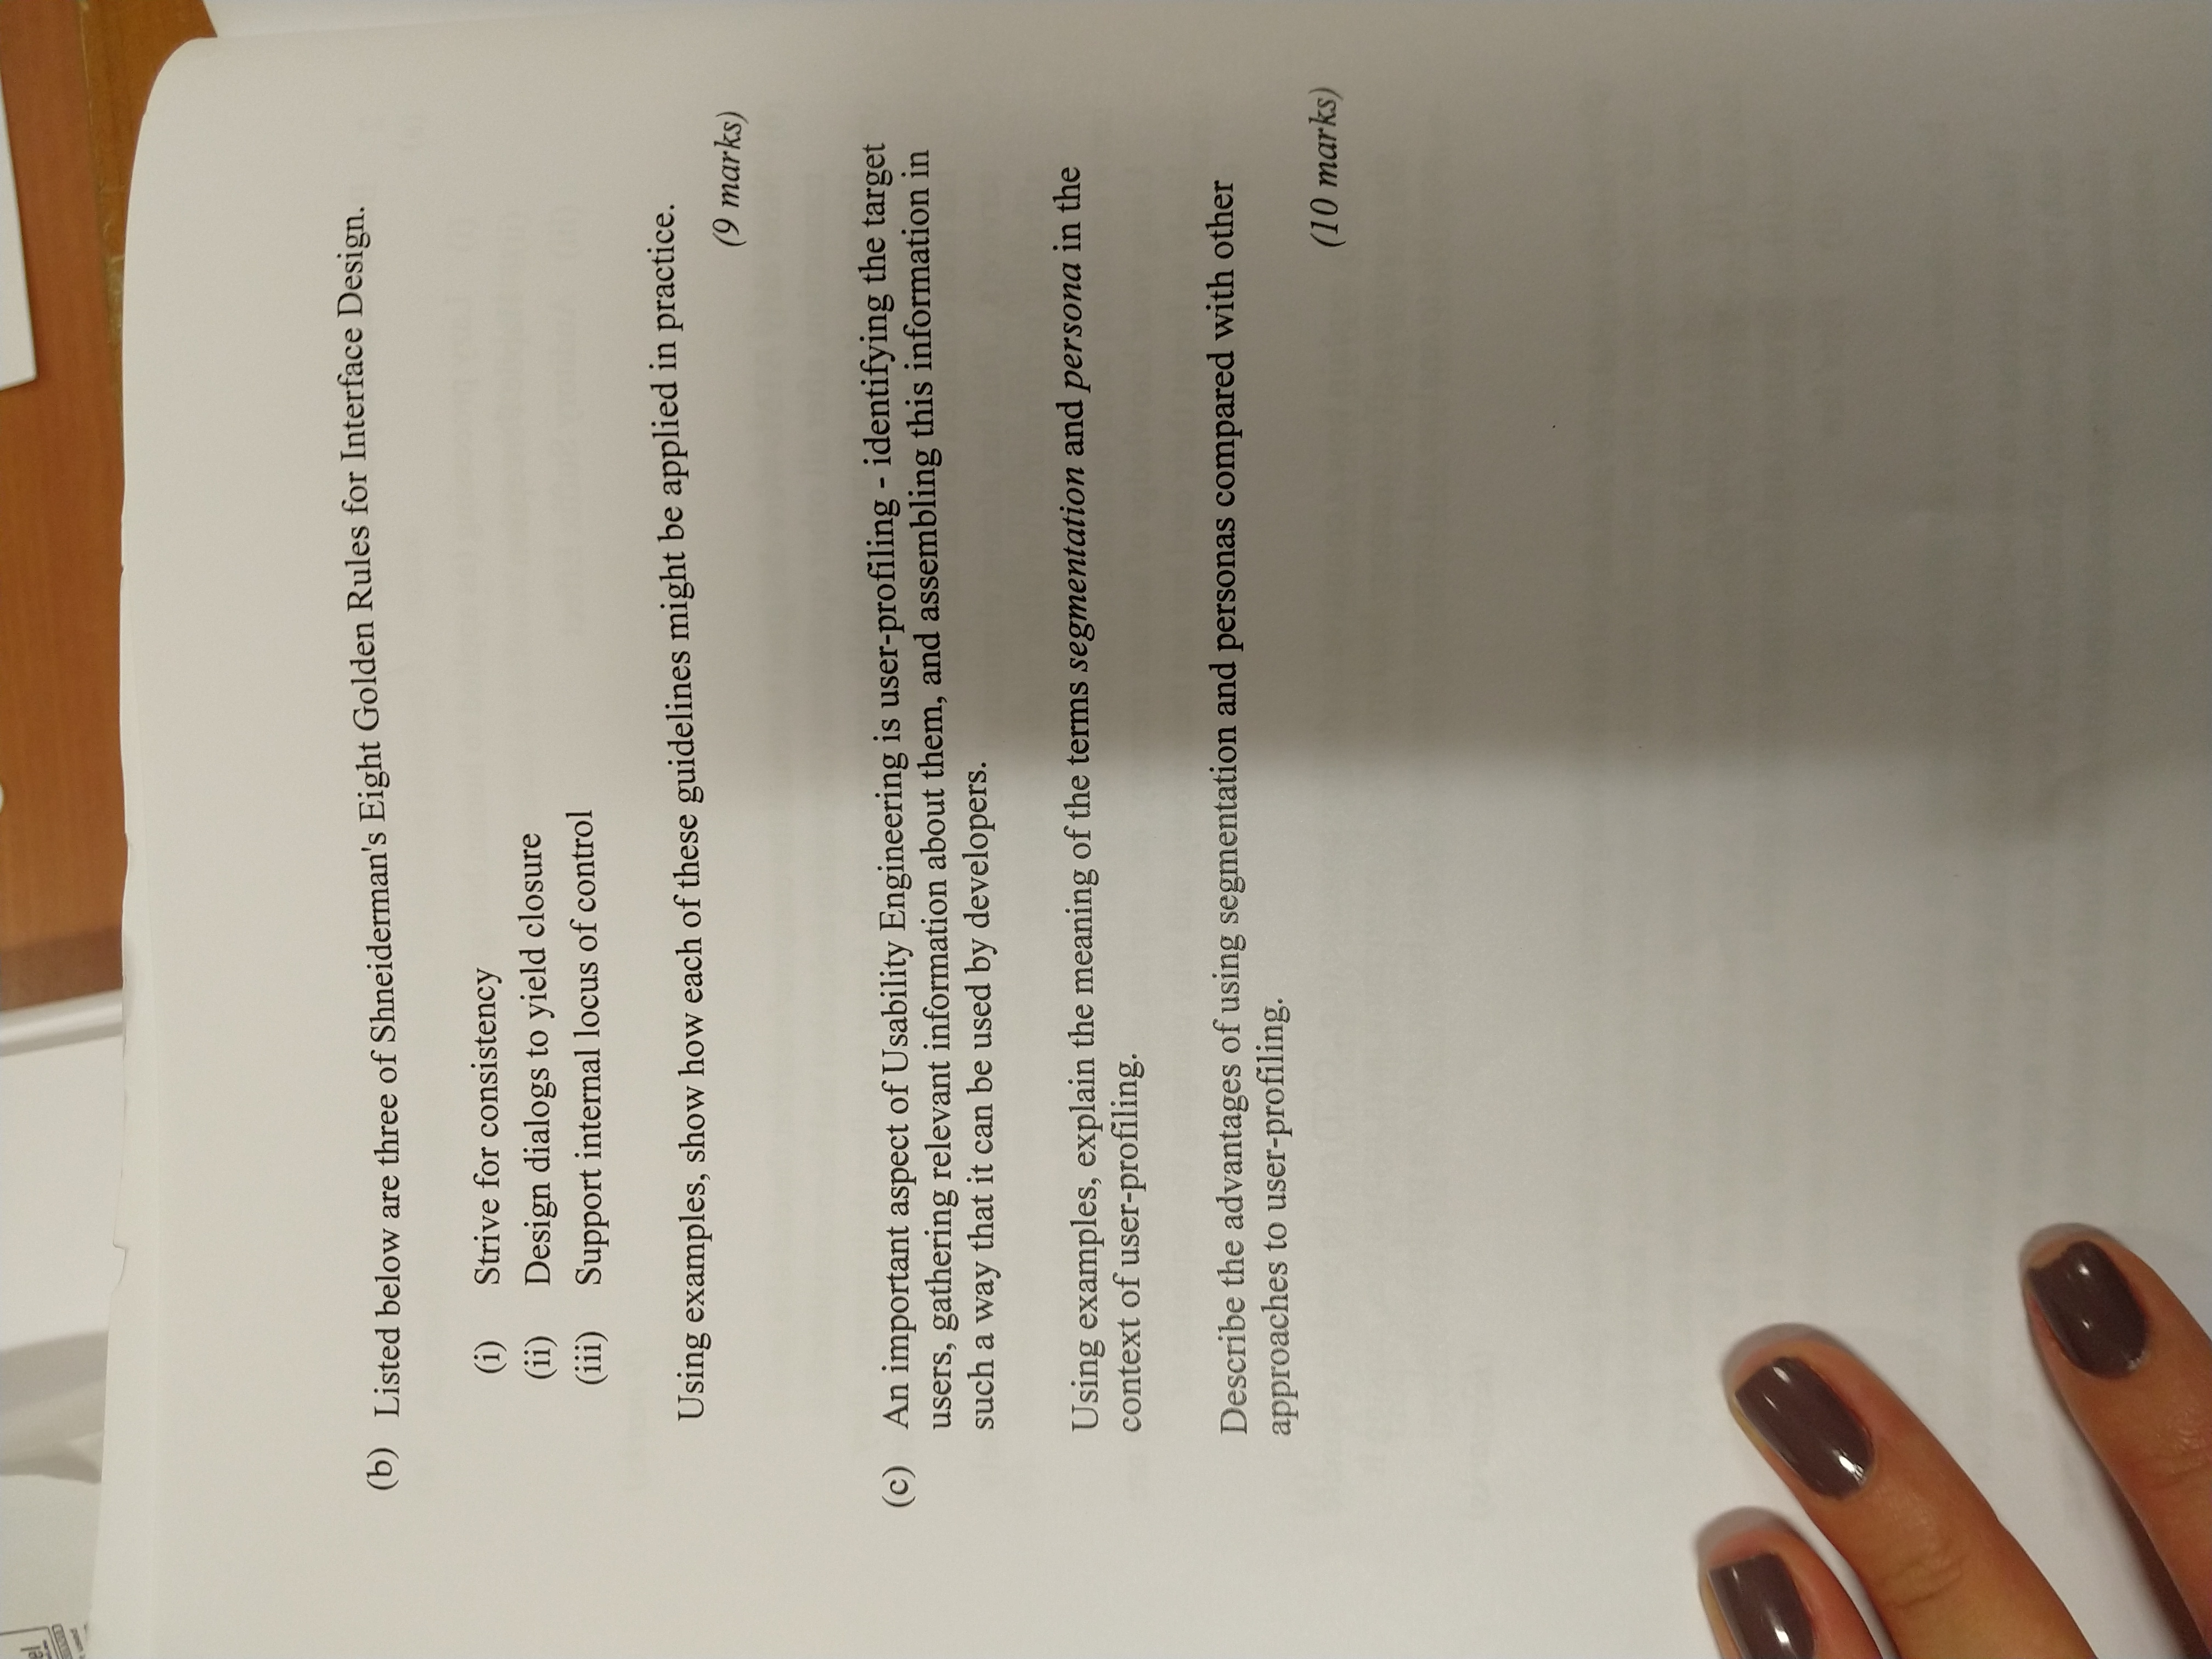 el
used
(b) Listed below are three of Shneiderman's Eight Golden Rules for Interface Design.
(i) Strive for consistency
(ii) Design dialogs to yield closure
(iii) Support internal locus of control
Using examples, show how each of these guidelines might be applied in practice.
(9 marks)
(c) An important aspect of Usability Engineering is user-profiling - identifying the target
users, gathering relevant information about them, and assembling this information in
such a way that it can be used by developers.
Using examples, explain the meaning of the terms segmentation and persona in the
context of user-profiling.
Describe the advantages of using segmentation and personas compared with other
approaches to user-profiling.
(10 marks)